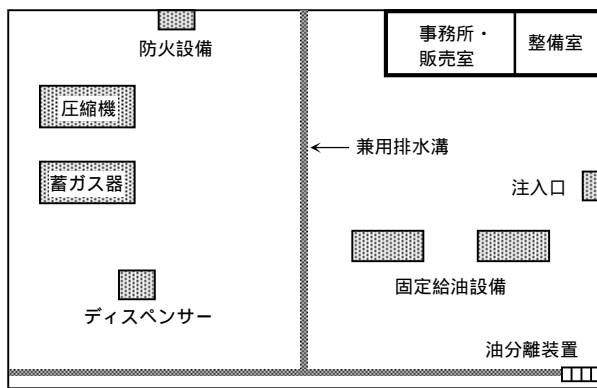 防火設備
事務所・
販売室
整備室
圧縮機
兼用排水溝
蓄ガス器
注入口
固定給油設備
ディスペンサー
油分離装置